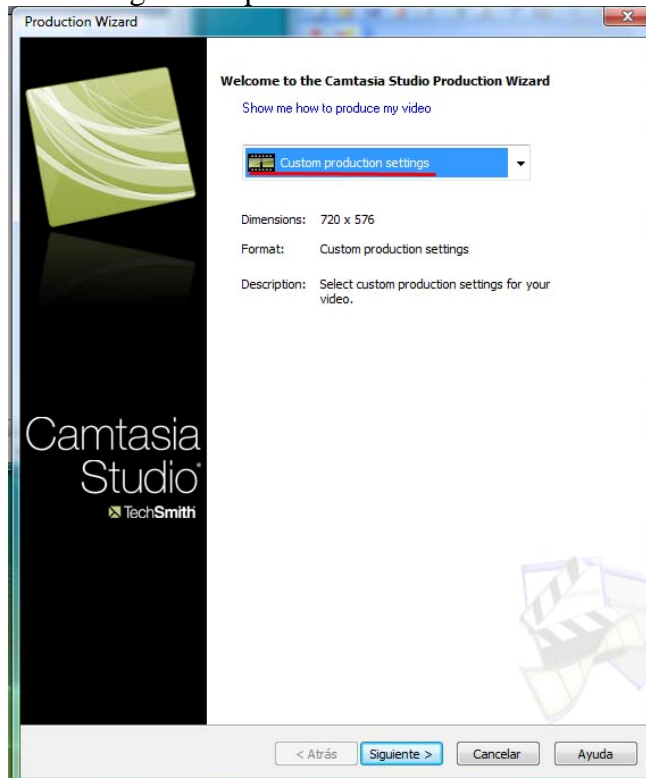 Production Wizard
Welcome to the Camtasia Studio Production Wizard
Show me how to produce my video
Custom production settings
Dimensions: 720 x 576
Format: Custom production settings
Description: Select custom production settings for your
video.
Camtasia
Studio
TechSmith
< Atrás
Siguiente >
Cancelar
Ayuda